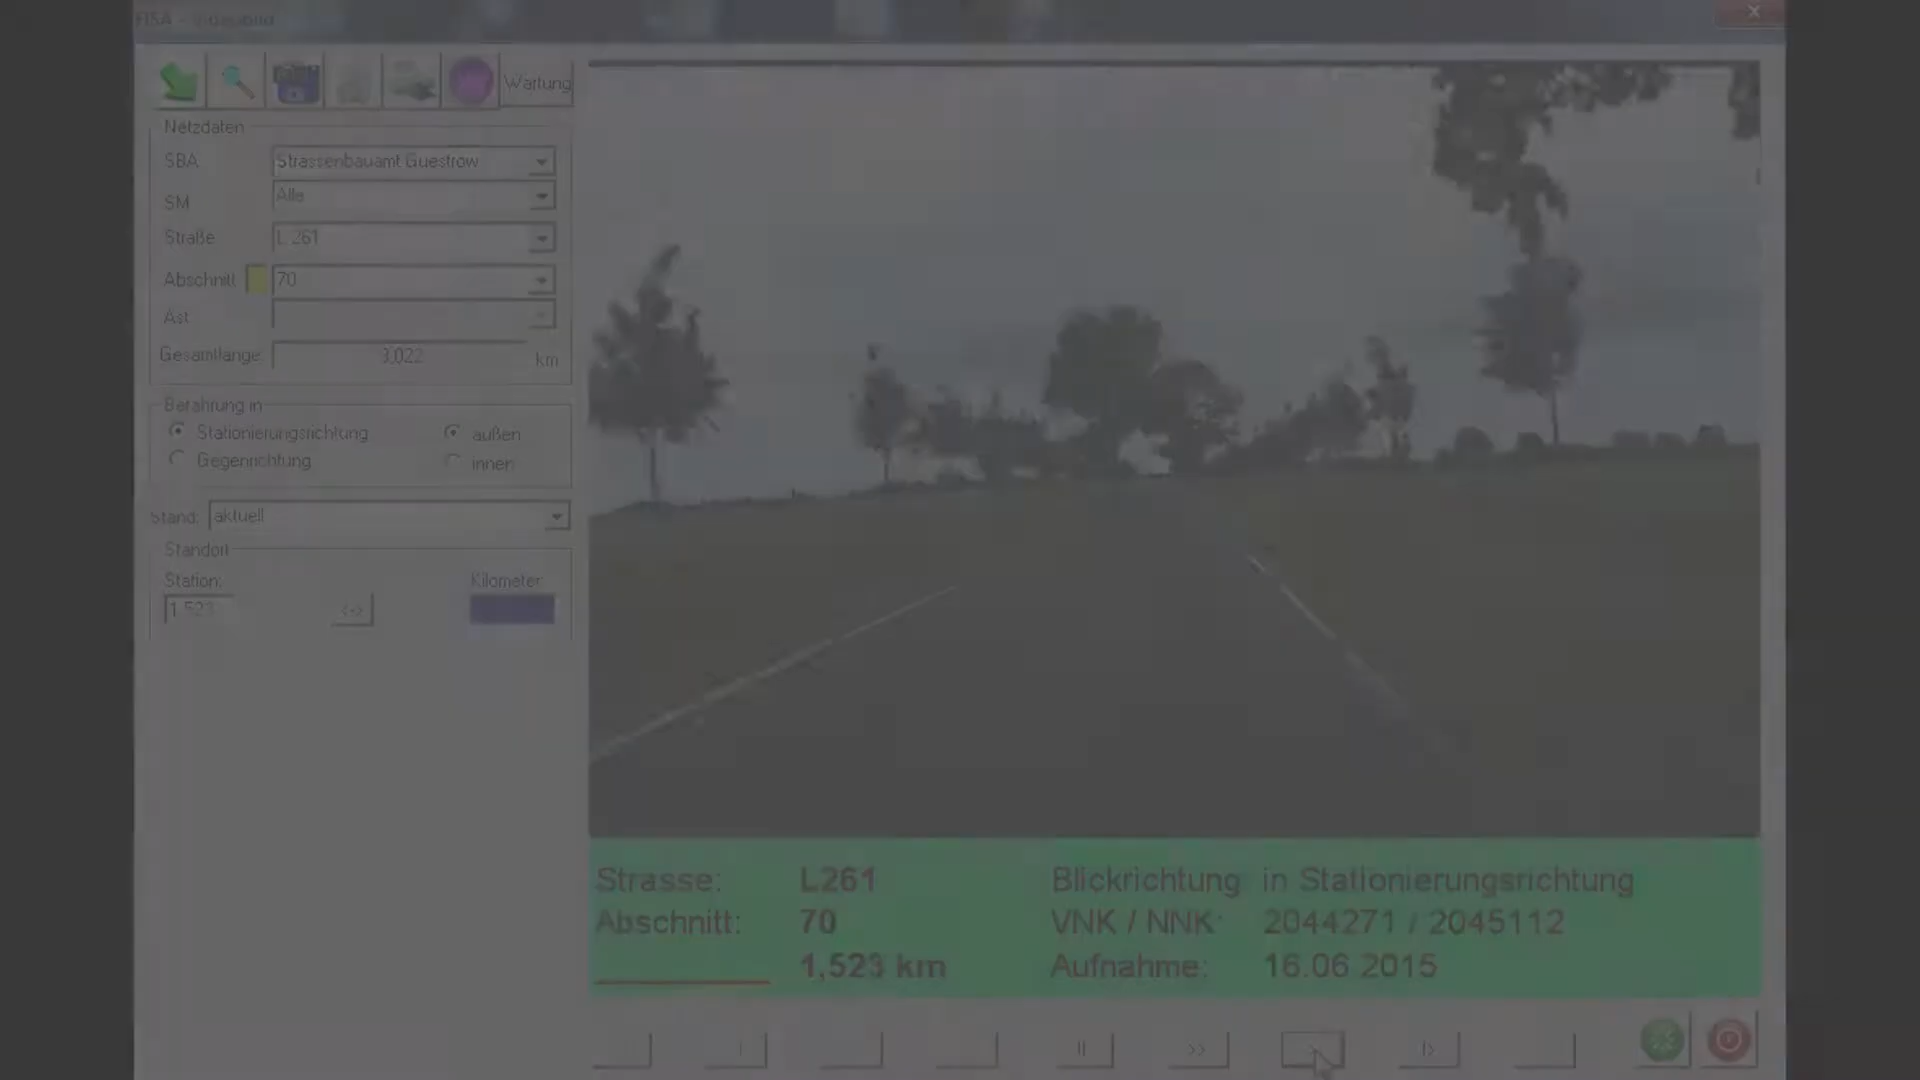 Wartung
Netzdaten
SBA Strassenbauamt Guestrow
SM Alle
Straße L 261
Abschnitt 70
Ast
Gesamtlänge 3,022 km
Befahrung in
Stationierungsrichtung außen
Gegenrichtung innen
Stand: aktuell
Standort
Station: Kilometer
1,523 <->
Strasse: L261 Blickrichtung in Stationierungsrichtung
Abschnitt: 70 VNK / NNK: 2044271 / 2045112
1,523 km Aufnahme: 16.06.2015
>>